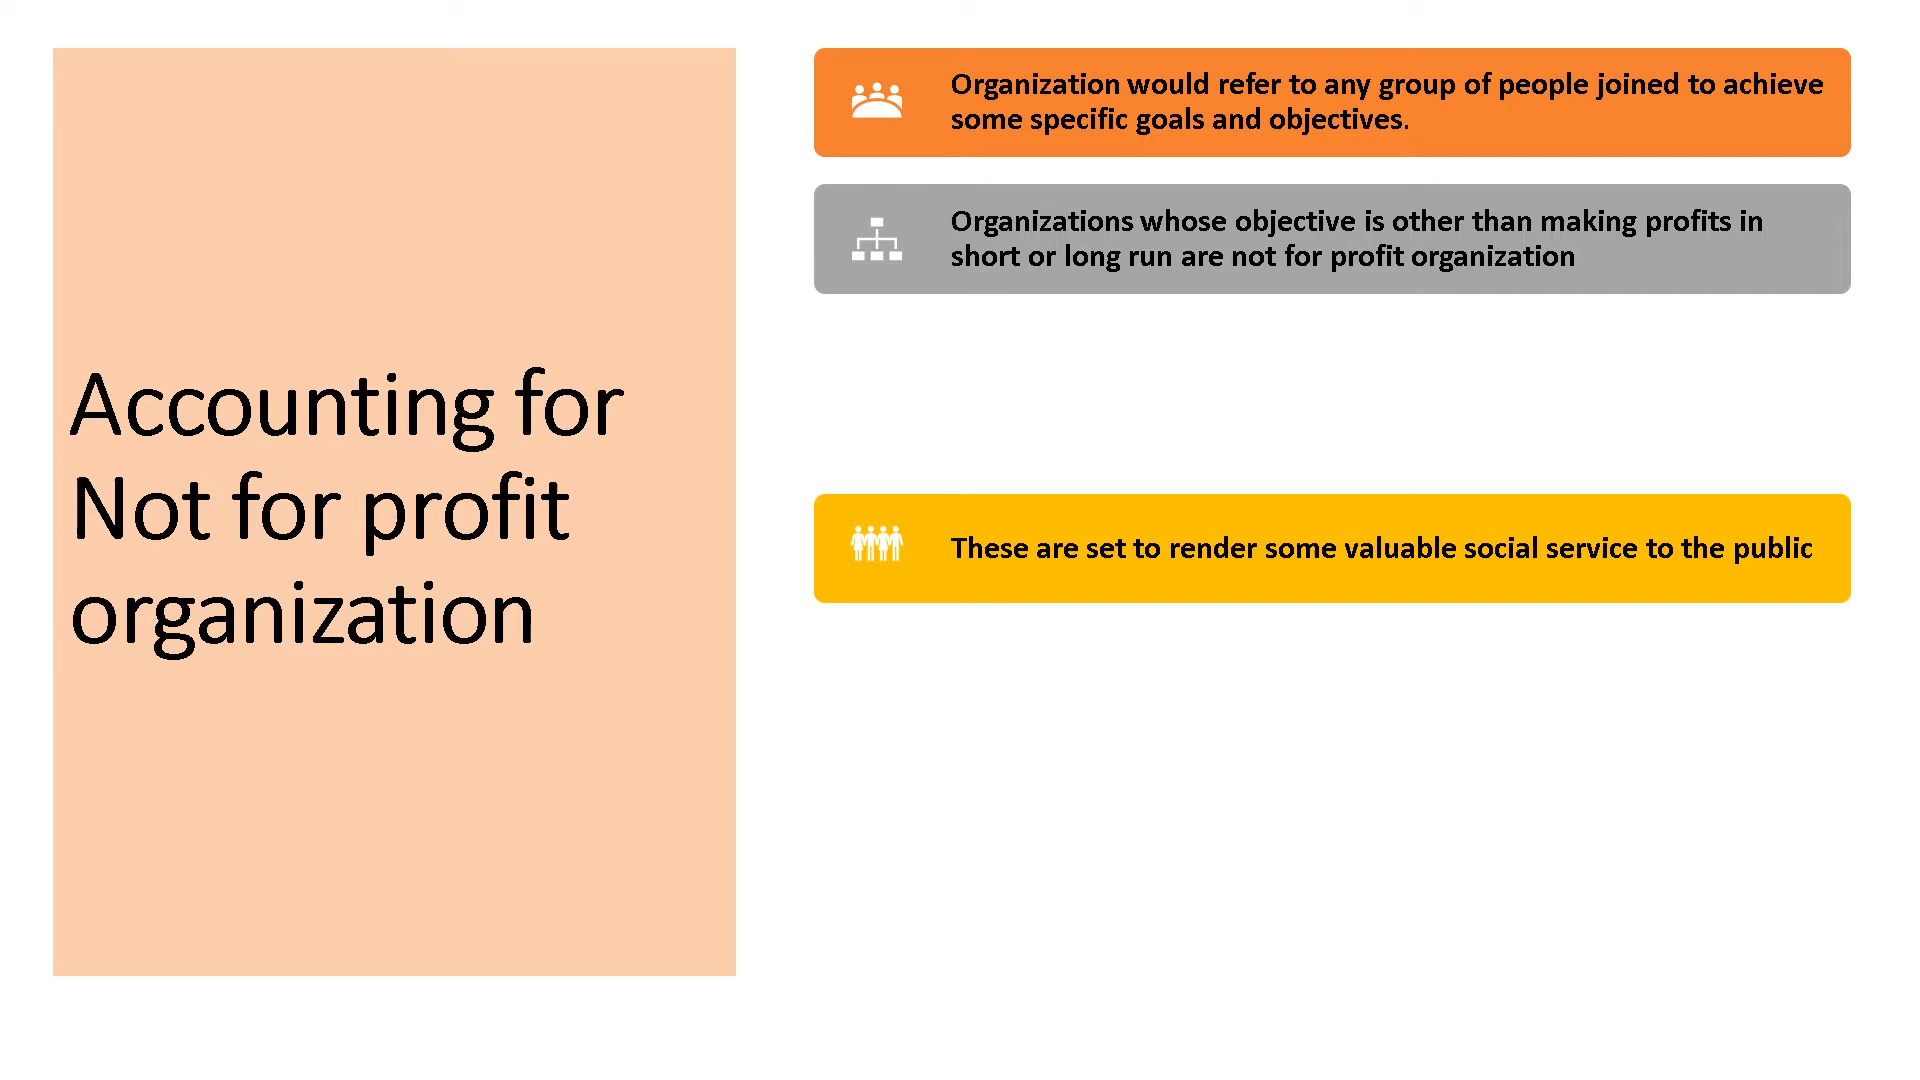 Accounting for
Not for profit
organization
Organization would refer to any group of people joined to achieve
some specific goals and objectives.
Organizations whose objective is other than making profits in
short or long run are not for profit organization
These are set to render some valuable social service to the public